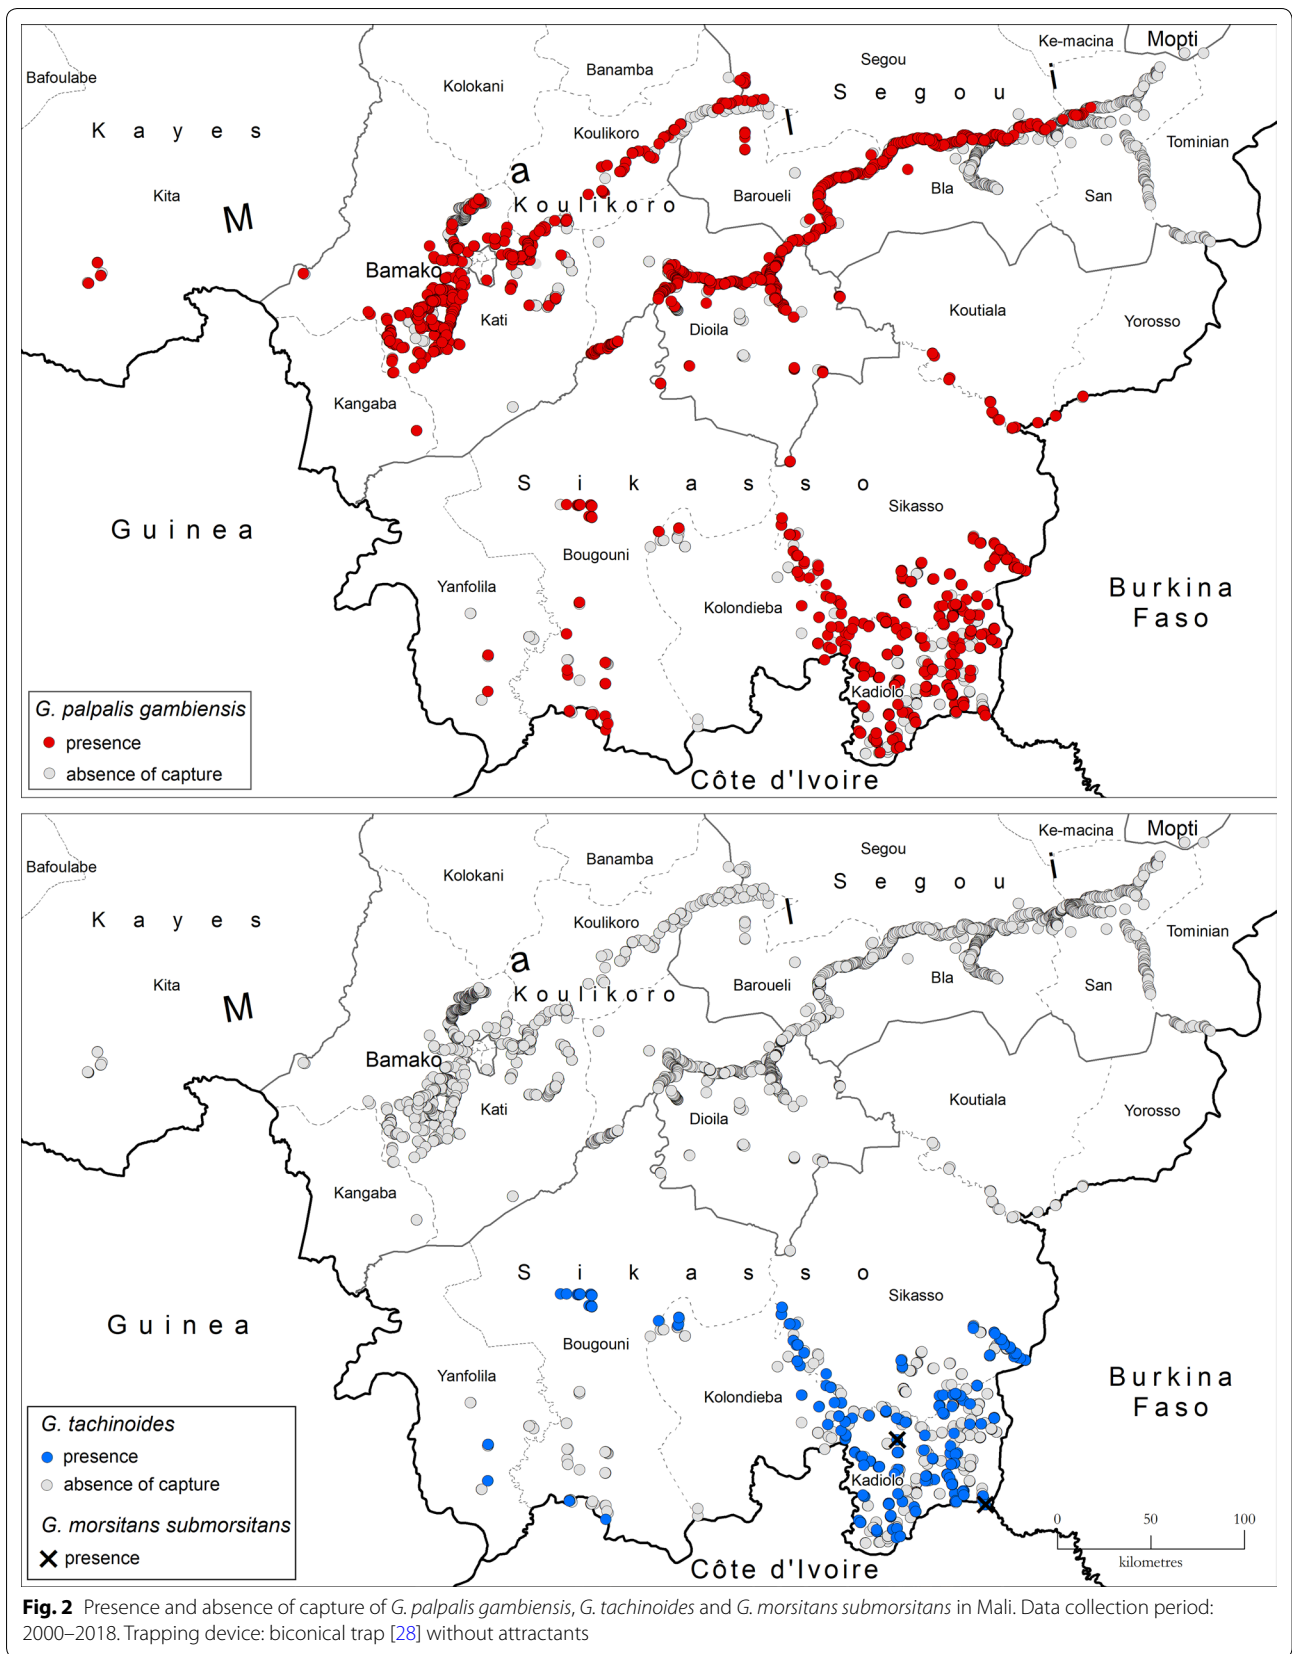 Ke-macina
Mopti
Segou
Banamba
Bafoulabe
Kolokani
S e g o u
i
K a y e s
Koulikoro
l
Tominian
a
Kita
Baroueli
Bla
San
K o u l i k o r o
M
Bamako
Koutiala
Kati
Yorosso
Dioila
Kangaba
S i k a s s o
Sikasso
G u i n e a
Bougouni
Yanfolila
Kolondieba
Burkina
Faso
Kadiolo
G. palpalis gambiensis
presence
absence of capture
Côte d'Ivoire
Ke-macina
Mopti
Segou
Banamba
Bafoulabe
Kolokani
S e g o u
i
K a y e s
Koulikoro
l
Tominian
a
Kita
Baroueli
Bla
San
K o u l i k o r o
M
Bamako
Koutiala
Kati
Yorosso
Dioila
Kangaba
S i k a s s o
Sikasso
G u i n e a
Bougouni
Yanfolila
Kolondieba
Burkina
Faso
Kadiolo
G. tachinoides
presence
absence of capture
G. morsitans submorsitans
presence
0 50 100
kilometres
Côte d'Ivoire
Fig. 2 Presence and absence of capture of G. palpalis gambiensis, G. tachinoides and G. morsitans submorsitans in Mali. Data collection period:
2000–2018. Trapping device: biconical trap [28] without attractants